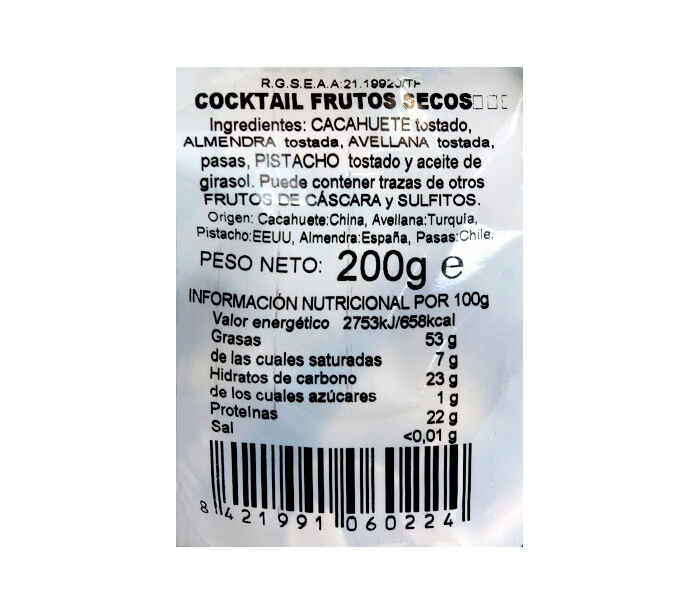 R.G.S.E.A.A:21.19920/TF
COCKTAIL FRUTOS SECOS
Ingredientes: CACAHUETE tostado,
ALMENDRA tostada, AVELLANA tostada,
pasas, PISTACHO tostado y aceite de
girasol. Puede contener trazas de otros
FRUTOS DE CÁSCARA y SULFITOS.
Origen: Cacahuete:China, Avellana:Turquía,
Pistacho:EEUU, Almendra:España, Pasas:Chile.
PESO NETO: 200g e
INFORMACIÓN NUTRICIONAL POR 100g
Valor energético 2753kJ/658kcal
Grasas 53 g
de las cuales saturadas 7 g
Hidratos de carbono 23 g
de los cuales azúcares 1 g
Proteínas 22 g
Sal <0,01 g
8 421991 060224